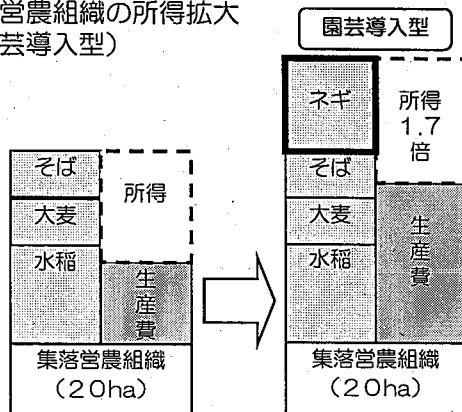 営農組織の所得拡大
芸導入型)
園芸導入型
そば
大麦
水稲
所得
生産費
集落営農組織
(20ha)
ネギ
そば
大麦
水稲
所得
1.7
倍
生産費
集落営農組織
(20ha)